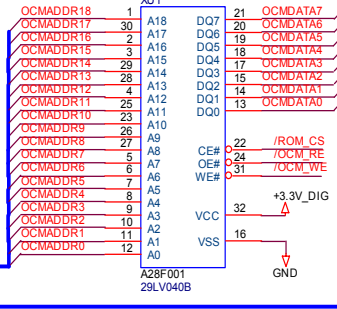 OCMADDR18 1 A18 DQ7 21 OCMDATA7
OCMADDR17 30 A17 DQ6 20 OCMDATA6
OCMADDR16 2 A16 DQ5 19 OCMDATA5
OCMADDR15 3 A15 DQ4 18 OCMDATA4
OCMADDR14 29 A14 DQ3 17 OCMDATA3
OCMADDR13 28 A13 DQ2 15 OCMDATA2
OCMADDR12 4 A12 DQ1 14 OCMDATA1
OCMADDR11 25 A11 DQ0 13 OCMDATA0
OCMADDR10 23 A10
OCMADDR9 26 A9
OCMADDR8 27 A8 CE# 22 /ROM_CS
OCMADDR7 5 A7 OE# 24 /OCM_RE
OCMADDR6 6 A6 WE# 31 /OCM_WE
OCMADDR5 7 A5
OCMADDR4 8 A4 +3.3V_DIG
OCMADDR3 9 A3 VCC 32
OCMADDR2 10 A2
OCMADDR1 11 A1 VSS 16
OCMADDR0 12 A0
A28F001 GND
29LV040B